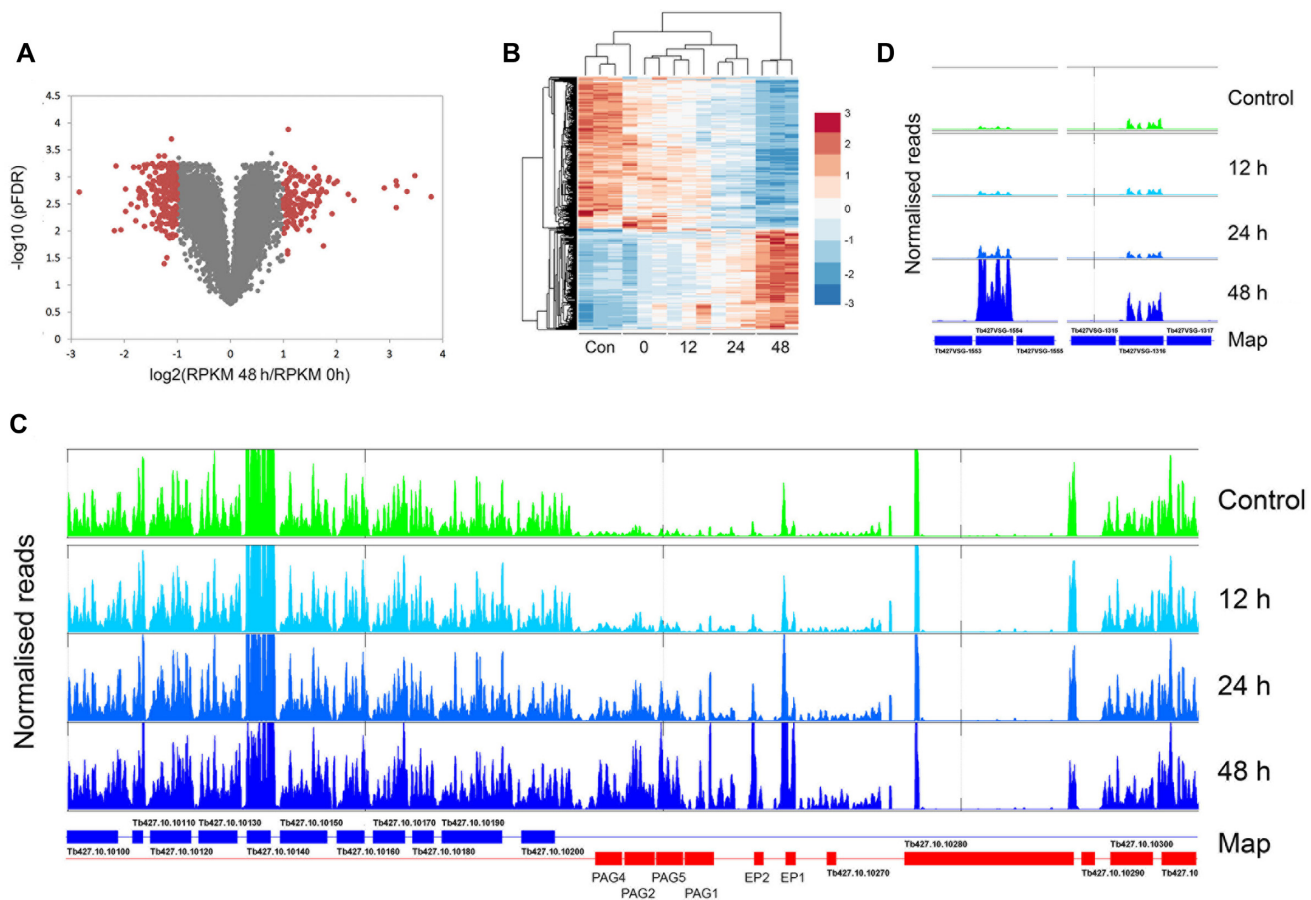 A
4.5
4
3.5
3
2.5
2
1.5
1
0.5
0
-log10 (pFDR)
-3 -2 -1 0 1 2 3 4
log2(RPKM 48 h/RPKM 0h)
B
3
2
1
0
-1
-2
-3
Con 0 12 24 48
D
Normalised reads
Control
12 h
24 h
48 h
Map
Tb427VSG-1554 Tb427VSG-1315 Tb427VSG-1317
Tb427VSG-1553 Tb427VSG-1555 Tb427VSG-1316
C
Normalised reads
Control
12 h
24 h
48 h
Map
Tb427.10.10110 Tb427.10.10130 Tb427.10.10150 Tb427.10.10170 Tb427.10.10190
Tb427.10.10100 Tb427.10.10120 Tb427.10.10140 Tb427.10.10160 Tb427.10.10180 Tb427.10.10200
Tb427.10.10280 Tb427.10.10300
PAG4 PAG5 EP2 EP1 Tb427.10.10270 Tb427.10.10290 Tb427.10
PAG2 PAG1